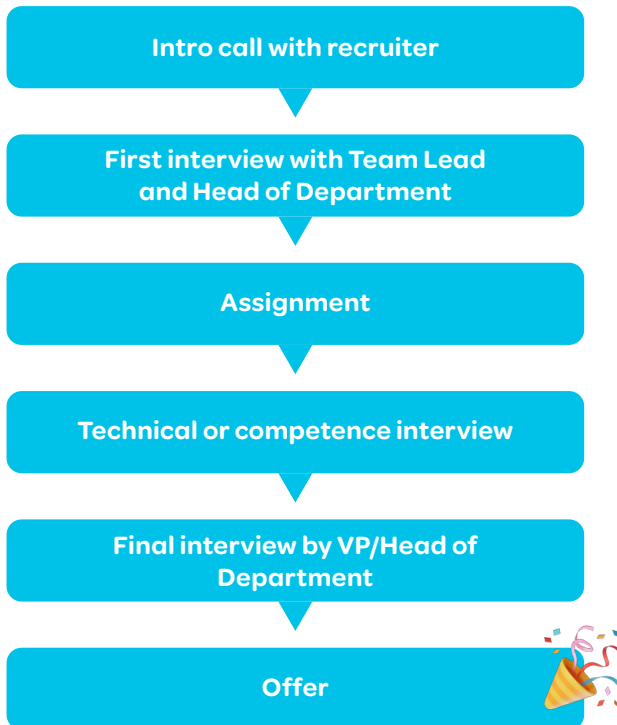 Intro call with recruiter
First interview with Team Lead
and Head of Department
Assignment
Technical or competence interview
Final interview by VP/Head of
Department
Offer